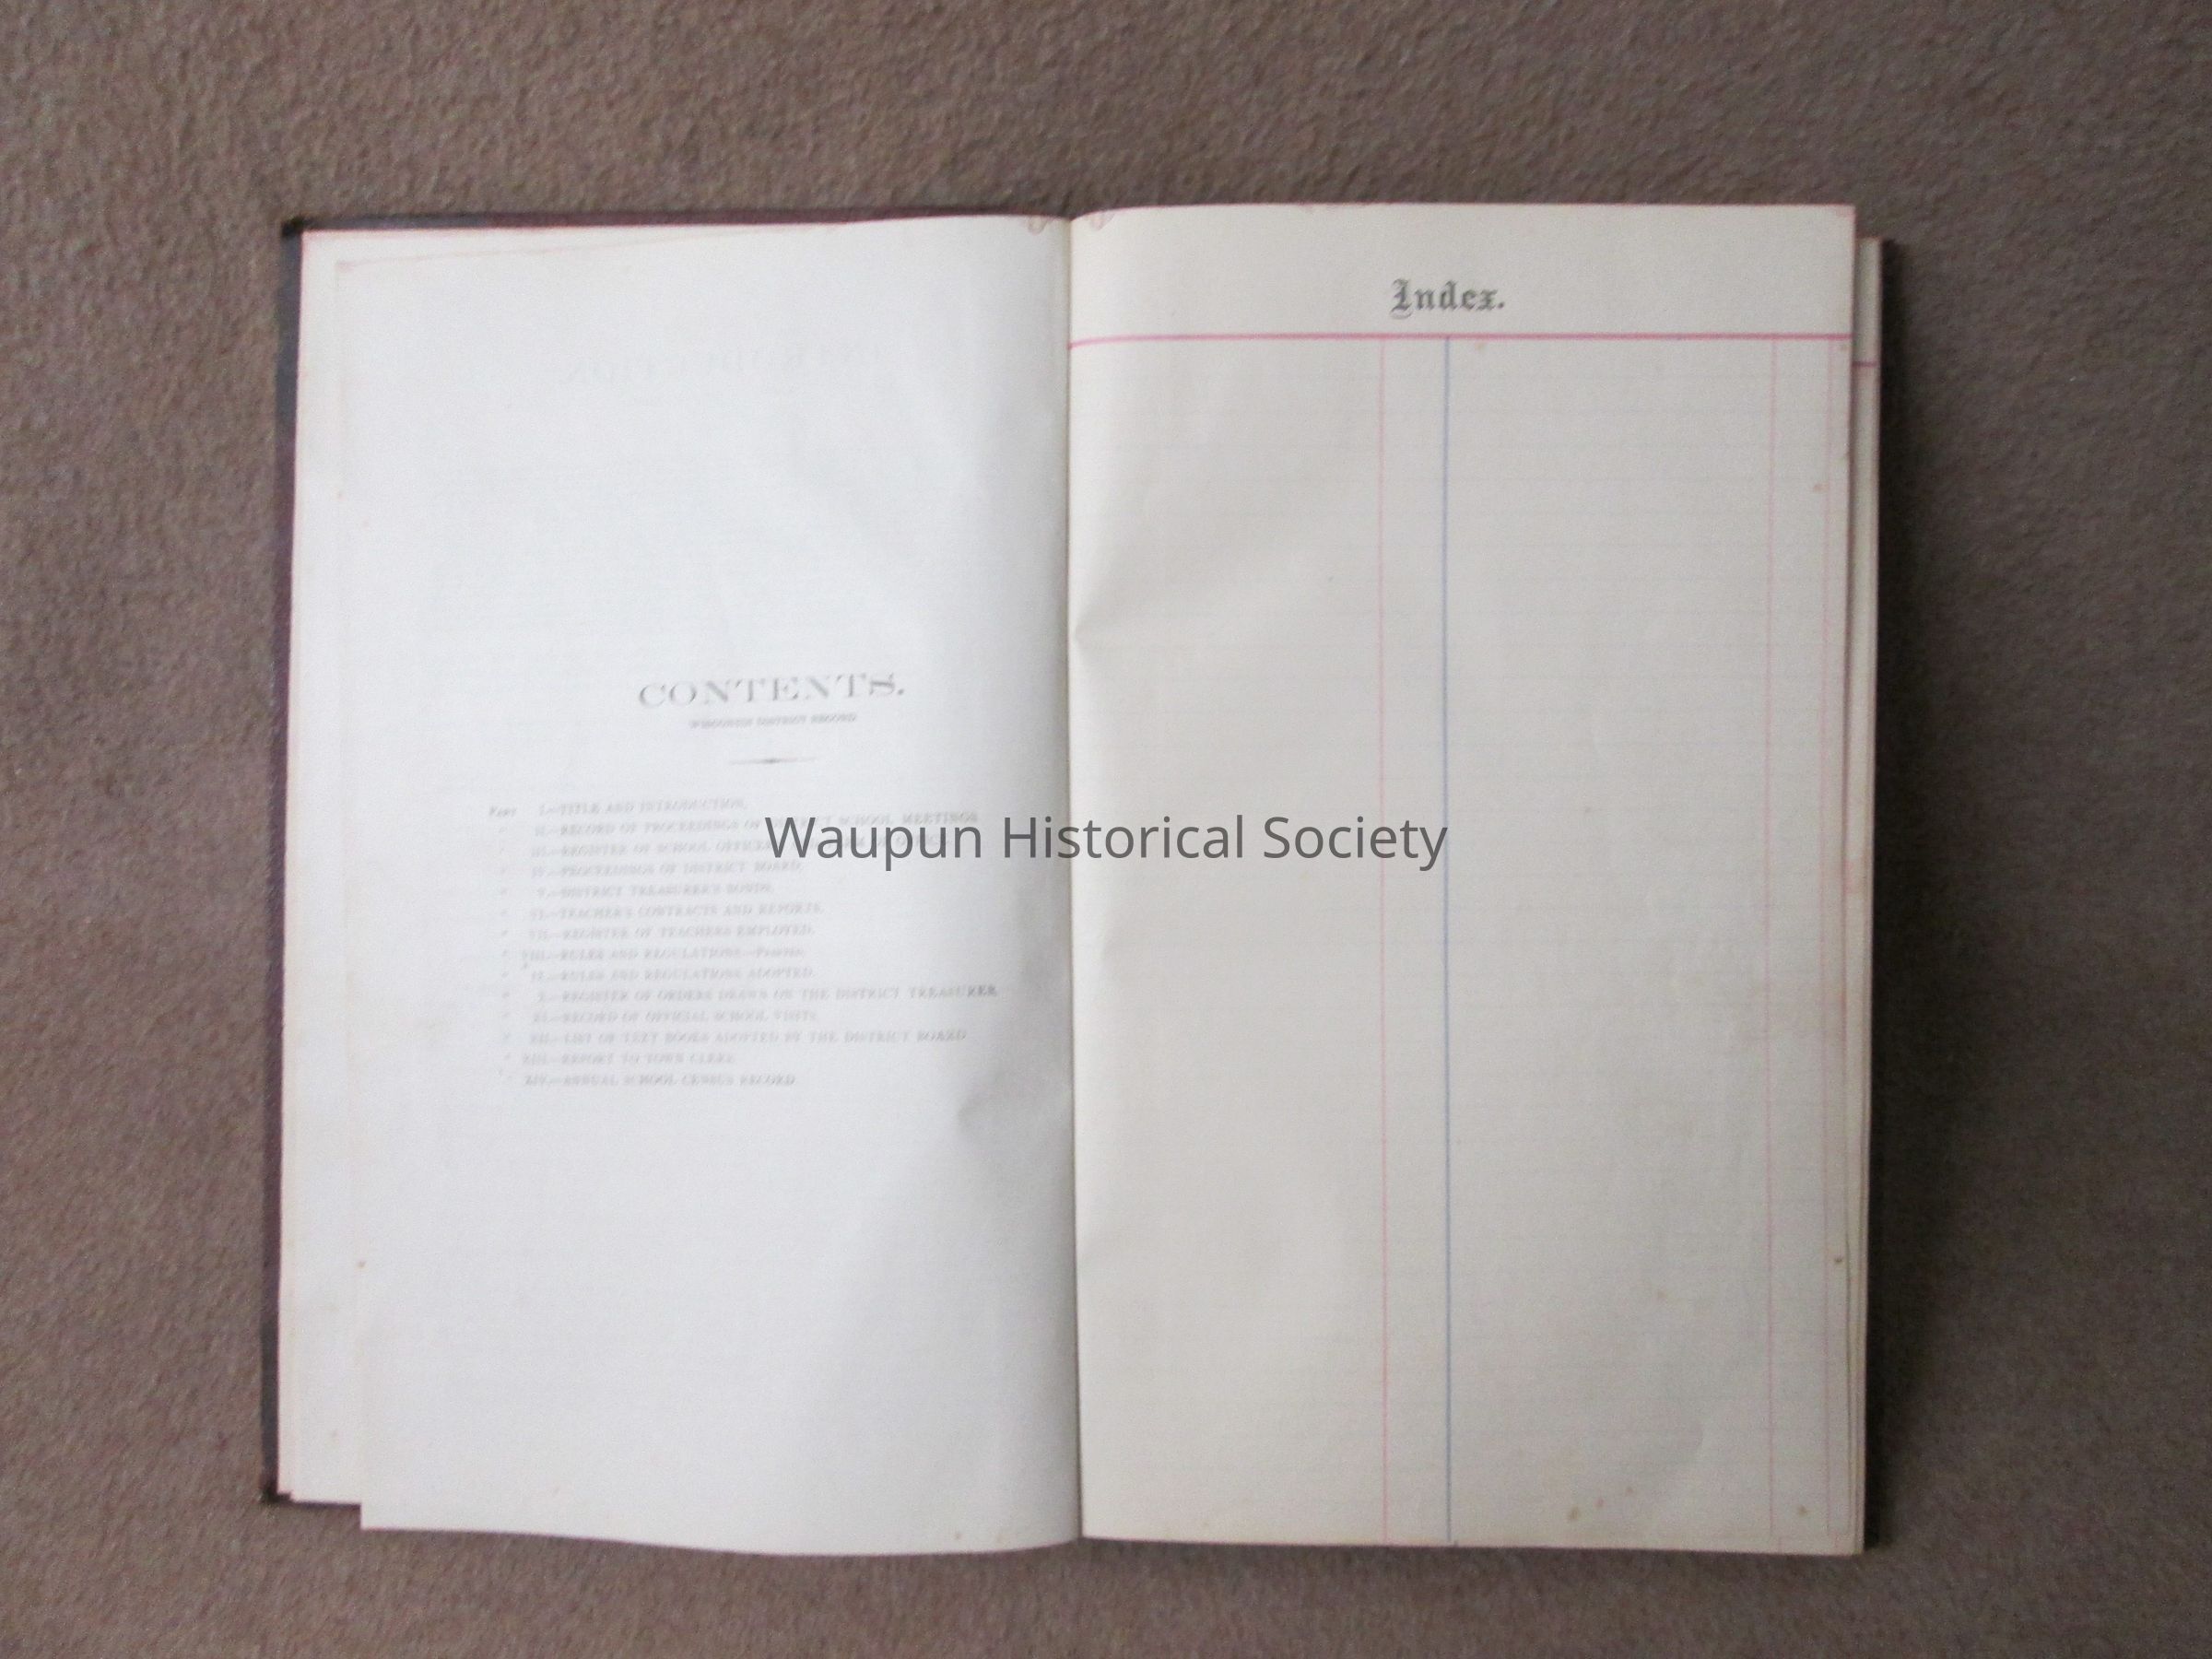 CONTENTS.
WISCONSIN DISTRICT RECORD
PART I.—TITLE AND INTRODUCTION.
" II.—RECORD OF PROCEEDINGS OF DISTRICT SCHOOL MEETINGS
" III.—REGISTER OF SCHOOL OFFICERS
" IV.—PROCEEDINGS OF DISTRICT BOARD.
" V.—DISTRICT TREASURER'S BONDS.
" VI.—TEACHER'S CONTRACTS AND REPORTS.
" VII.—REGISTER OF TEACHERS EMPLOYED.
" VIII.—RULES AND REGULATIONS—
" IX.—RULES AND REGULATIONS ADOPTED.
" X.—REGISTER OF ORDERS DRAWN ON THE DISTRICT TREASURER
" XI.—RECORD OF OFFICIAL SCHOOL VISITS.
" XII.—LIST OF TEXT BOOKS ADOPTED BY THE DISTRICT BOARD
" XIII.—REPORT TO TOWN CLERK
" XIV.—ANNUAL SCHOOL CENSUS RECORD
Index.
Waupun Historical Society